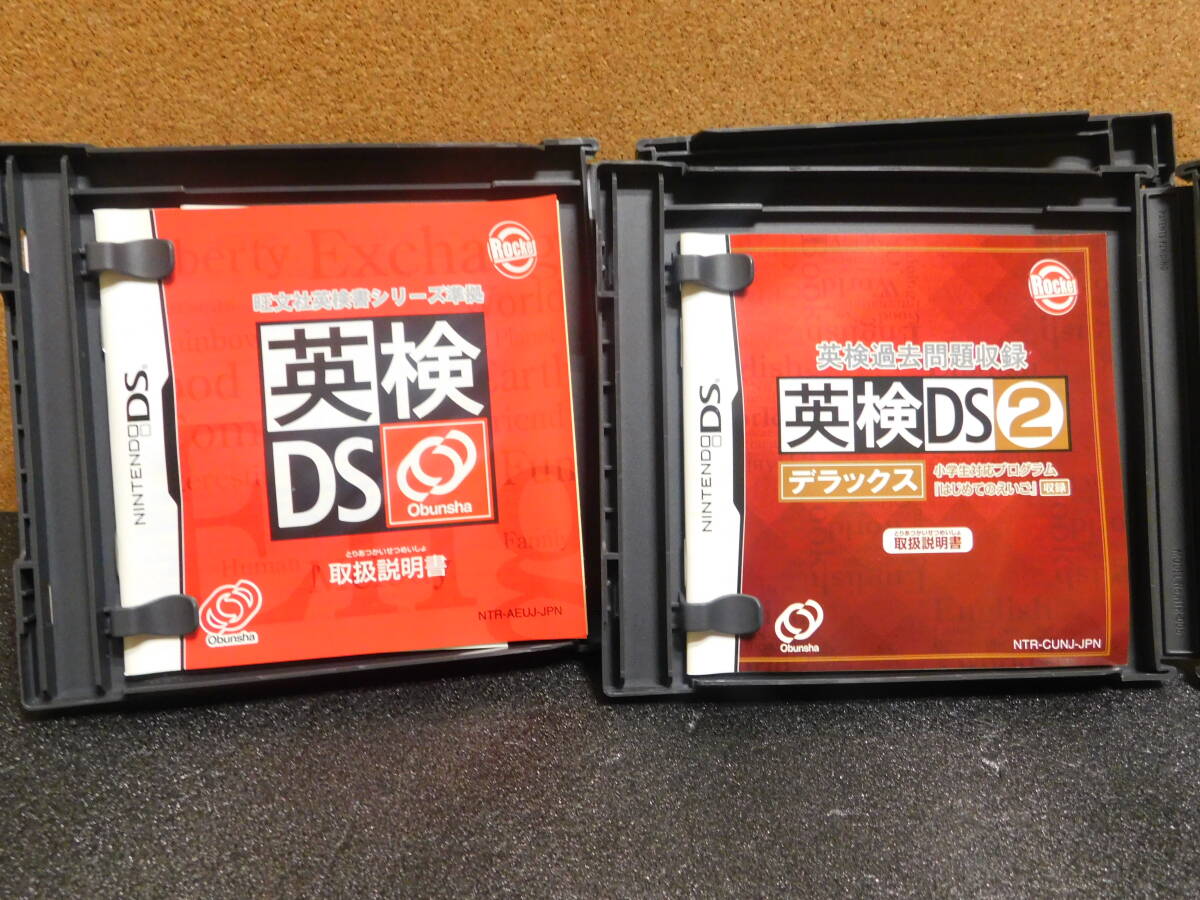 NINTENDO DS.
Exchang
Rocket
旺文社英検書シリーズ準拠
英検
DS
Obunsha
とりあつかいせつめいしょ
取扱説明書
Family
Human
Obunsha
NTR-AEUJ-JPN
NINTENDO DS.
Rocket
英検過去問題収録
英検DS2
デラックス
小学生対応プログラム
『はじめてのえいご』収録
とりあつかいせつめいしょ
取扱説明書
Obunsha
NTR-CUNJ-JPN